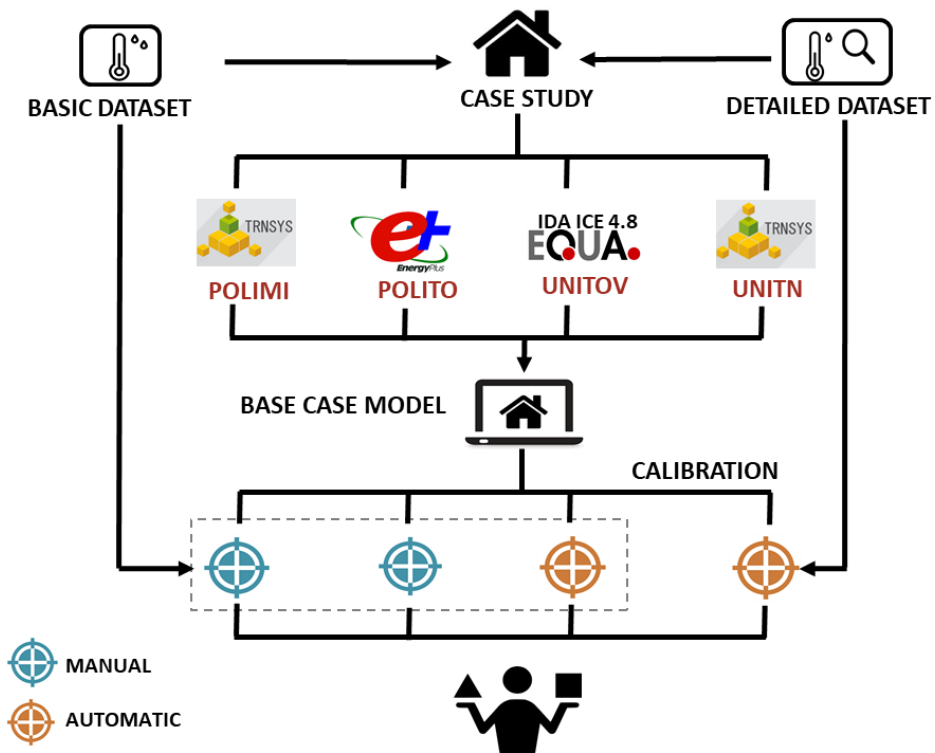 BASIC DATASET
CASE STUDY
DETAILED DATASET
TRNSYS
e+
EnergyPlus
IDA ICE 4.8
EQUA.
TRNSYS
POLIMI
POLITO
UNITOV
UNITN
BASE CASE MODEL
CALIBRATION
MANUAL
AUTOMATIC